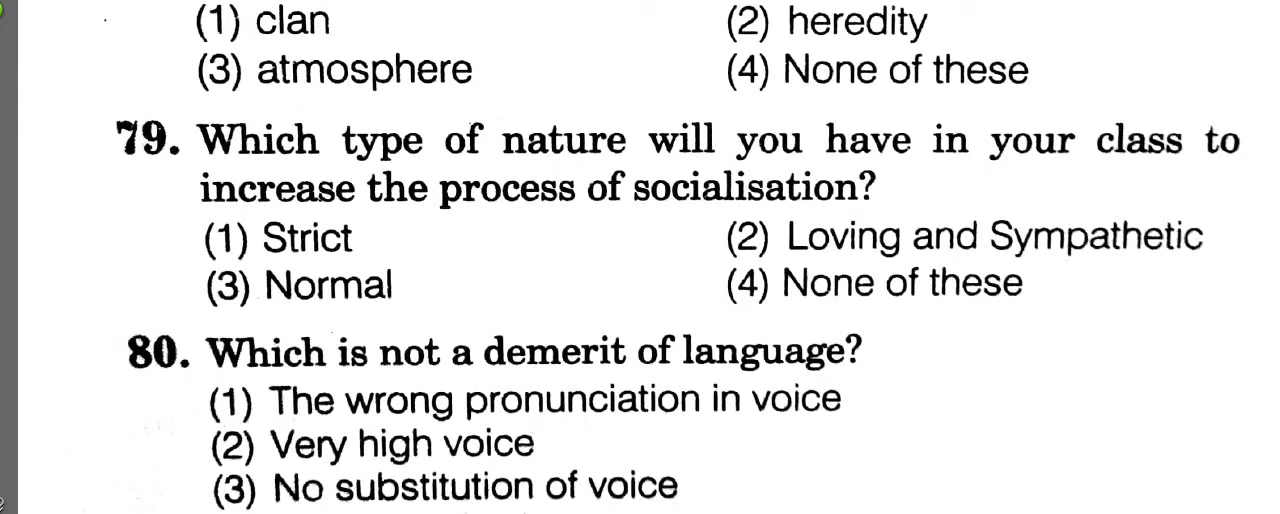 (1) clan (2) heredity
(3) atmosphere (4) None of these
79. Which type of nature will you have in your class to
increase the process of socialisation?
(1) Strict (2) Loving and Sympathetic
(3) Normal (4) None of these
80. Which is not a demerit of language?
(1) The wrong pronunciation in voice
(2) Very high voice
(3) No substitution of voice